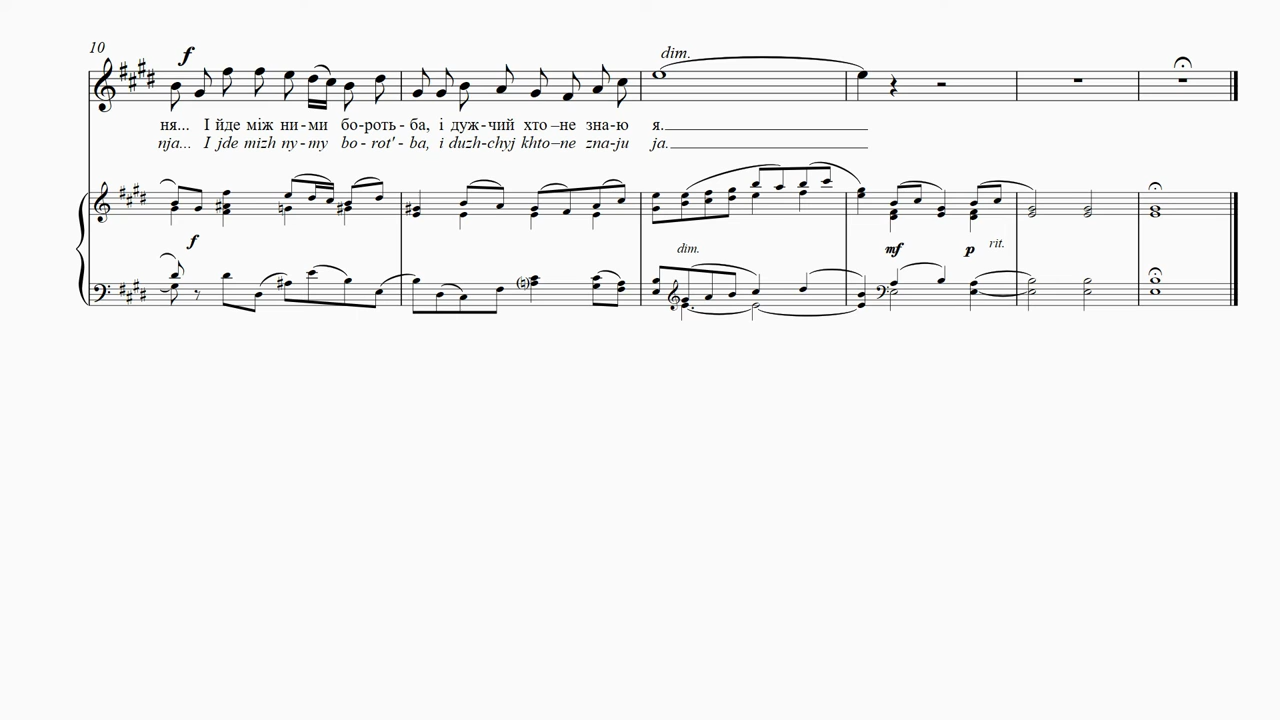 10
f
dim.
ня... І йде між ни - ми бо - роть - ба, і дуж - чий хто – не зна - ю я.
nja... I jde mizh ny - my bo - rot' - ba, i duzh - chyj khto – ne zna - ju ja.
f
dim.
mf
p
rit.